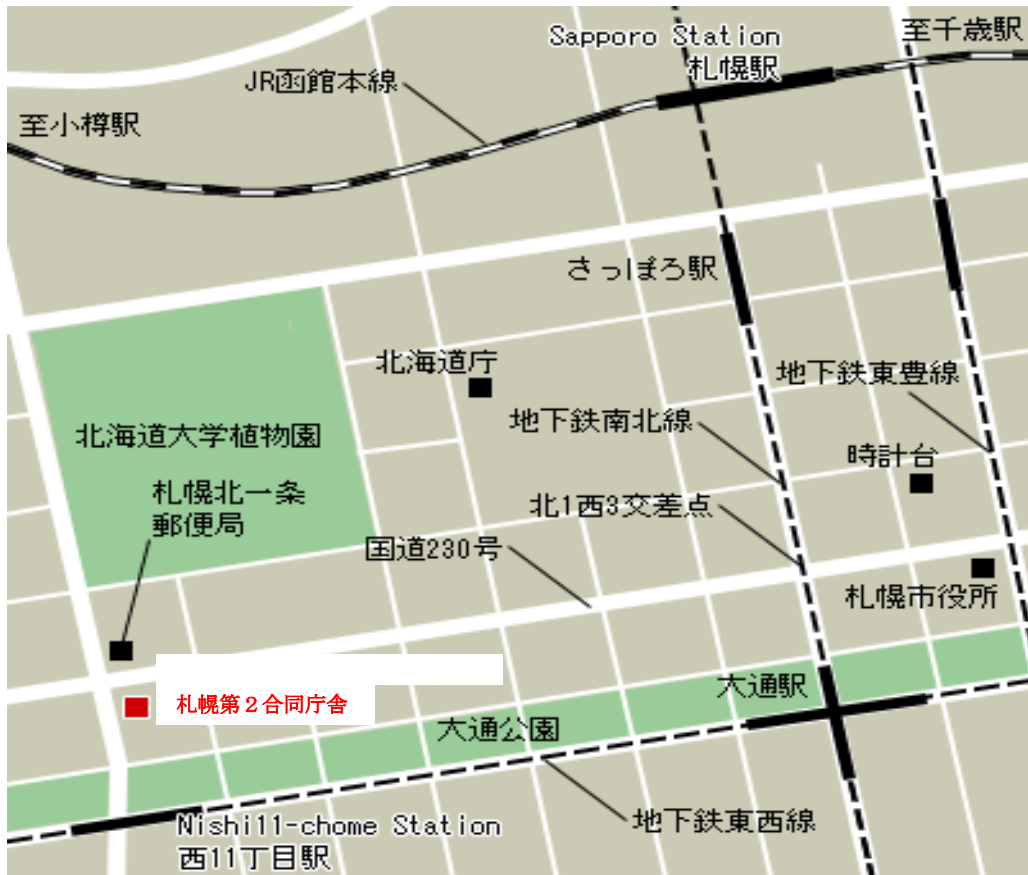 Sapporo Station
札幌駅
至千歳駅
JR函館本線
至小樽駅
さっぽろ駅
北海道庁
地下鉄東豊線
地下鉄南北線
北海道大学植物園
時計台
札幌北一条
郵便局
北1西3交差点
国道230号
札幌市役所
大通駅
札幌第２合同庁舎
大通公園
Nishi11-chome Station
西11丁目駅
地下鉄東西線